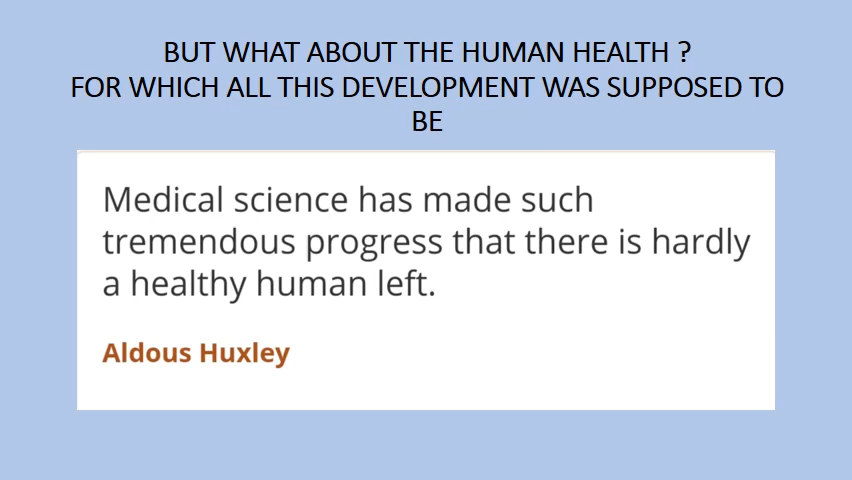 BUT WHAT ABOUT THE HUMAN HEALTH ?
FOR WHICH ALL THIS DEVELOPMENT WAS SUPPOSED TO
BE
Medical science has made such
tremendous progress that there is hardly
a healthy human left.
Aldous Huxley